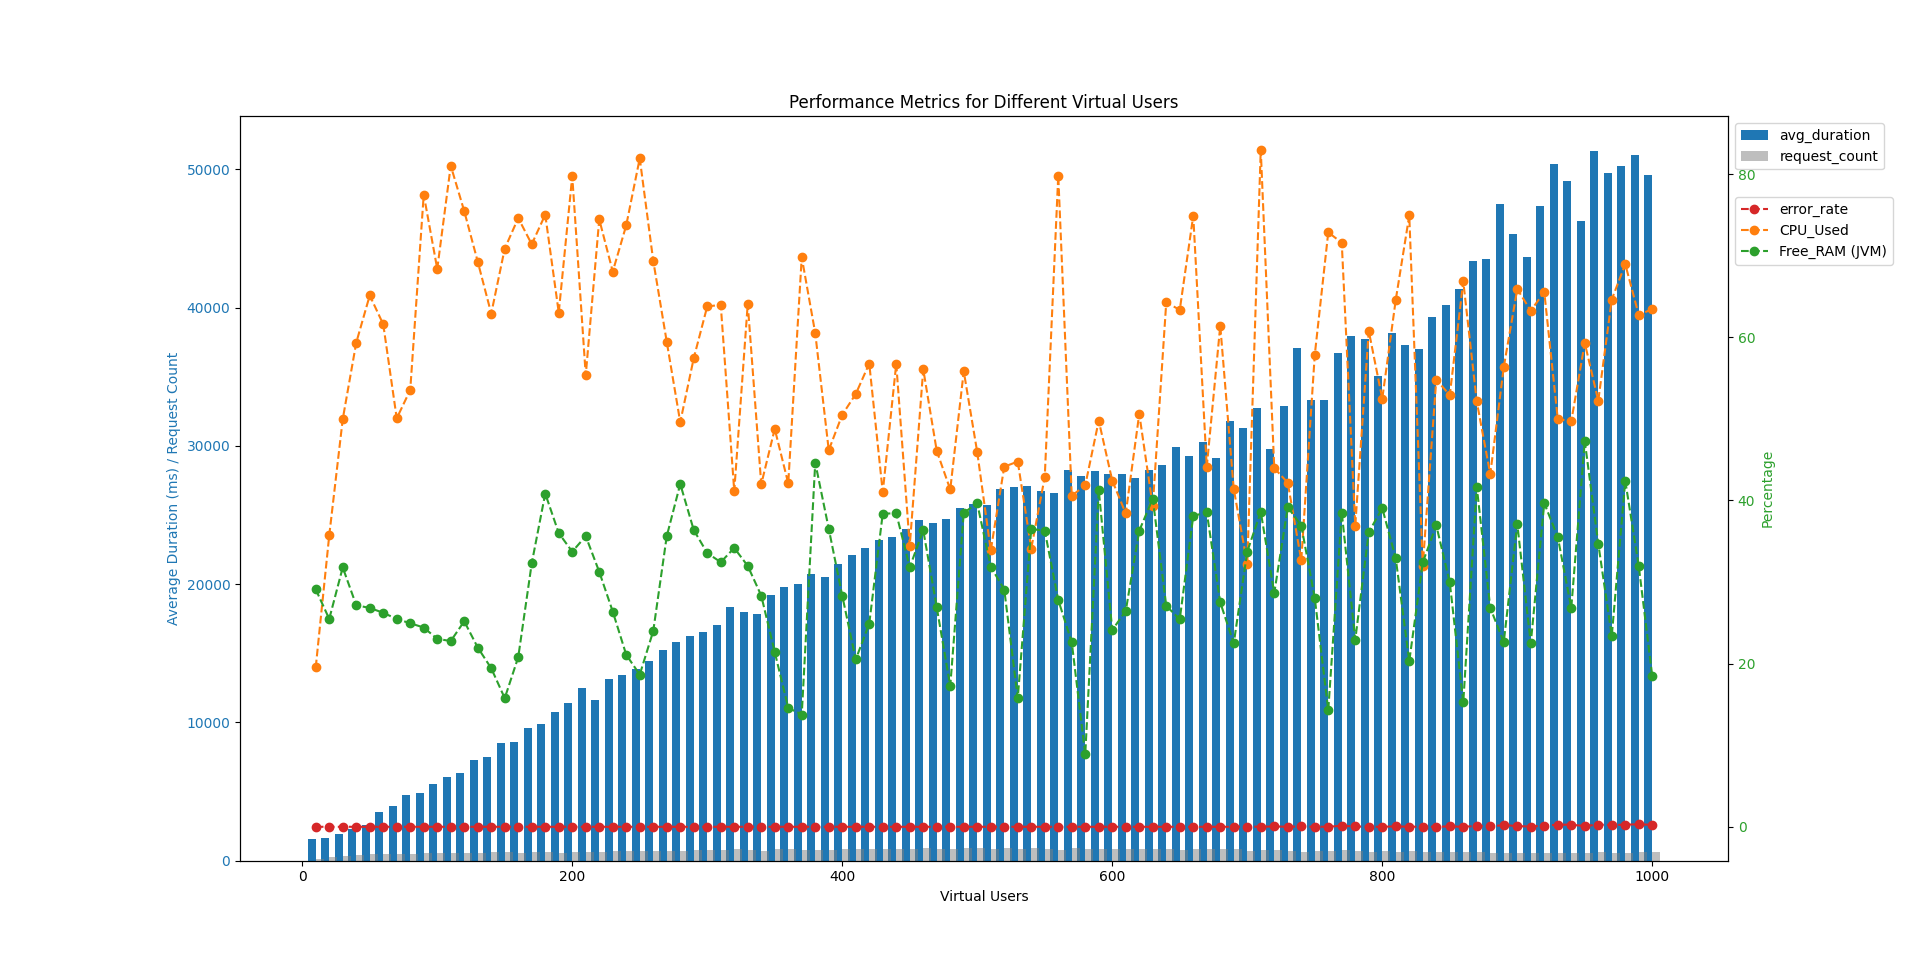 Performance Metrics for Different Virtual Users
avg_duration
request_count
error_rate
CPU_Used
Free_RAM (JVM)
50000
40000
30000
20000
10000
0
Average Duration (ms) / Request Count
80
60
40
20
0
Percentage
0 200 400 600 800 1000
Virtual Users